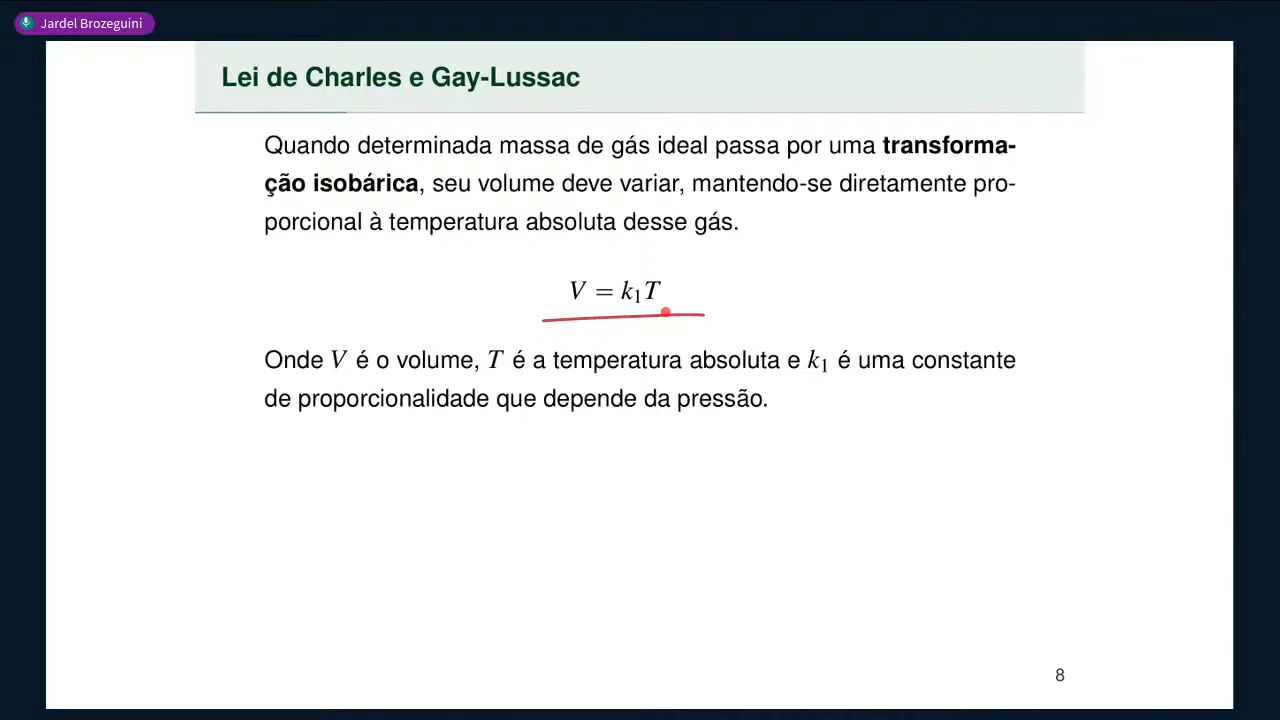 Jardel Brozeguini
Lei de Charles e Gay-Lussac
Quando determinada massa de gás ideal passa por uma transforma-
ção isobárica, seu volume deve variar, mantendo-se diretamente pro-
porcional à temperatura absoluta desse gás.
V = k₁T
Onde V é o volume, T é a temperatura absoluta e k₁ é uma constante
de proporcionalidade que depende da pressão.
8